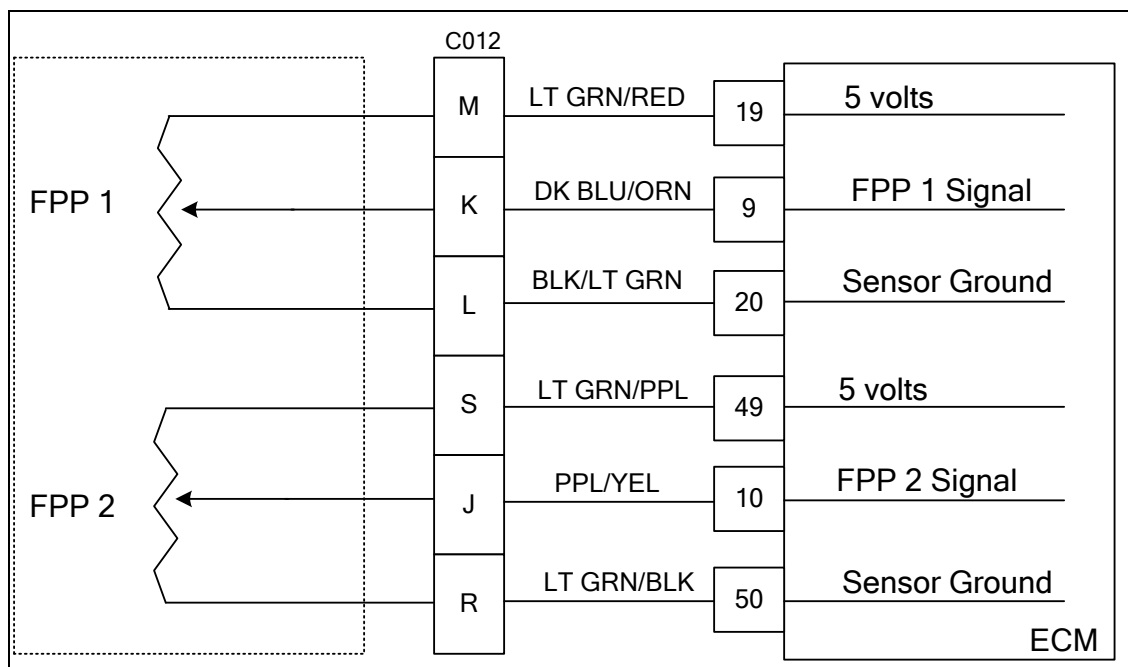 C012
FPP 1
M LT GRN/RED 19 5 volts
K DK BLU/ORN 9 FPP 1 Signal
L BLK/LT GRN 20 Sensor Ground
FPP 2
S LT GRN/PPL 49 5 volts
J PPL/YEL 10 FPP 2 Signal
R LT GRN/BLK 50 Sensor Ground
ECM